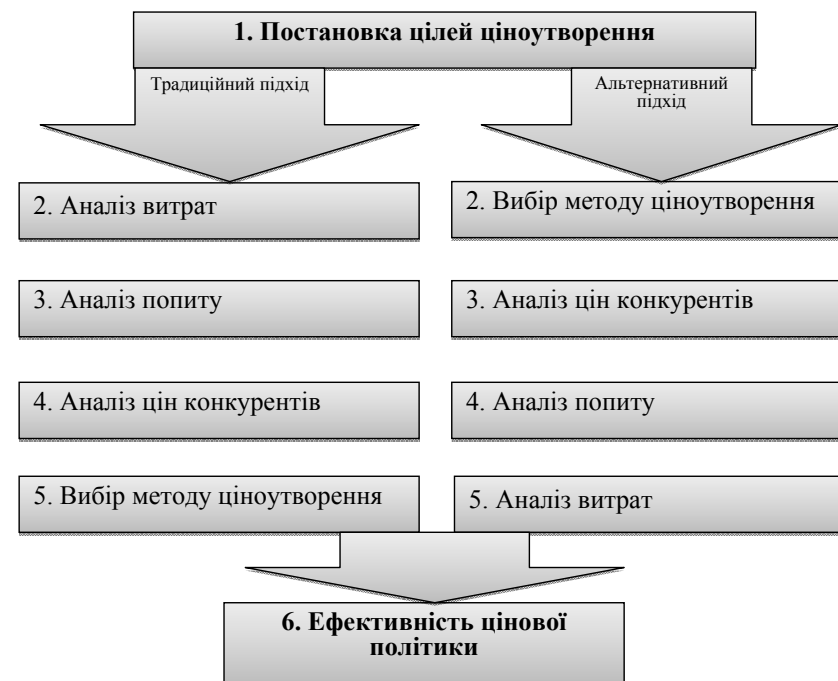 1. Постановка цілей ціноутворення
Традиційний підхід
Альтернативний
підхід
2. Аналіз витрат
2. Вибір методу ціноутворення
3. Аналіз попиту
3. Аналіз цін конкурентів
4. Аналіз цін конкурентів
4. Аналіз попиту
5. Вибір методу ціноутворення
5. Аналіз витрат
6. Ефективність цінової
політики